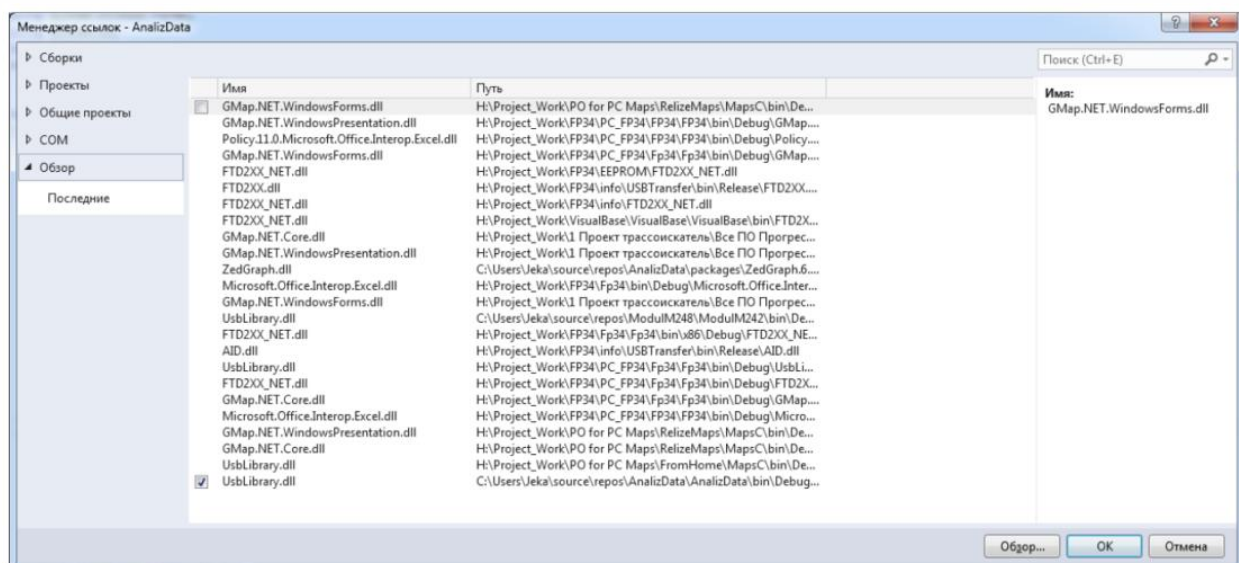 Менеджер ссылок - AnalizData
Сборки
Проекты
Общие проекты
COM
Обзор
Последние
Поиск (Ctrl+E)
Имя Путь
GMap.NET.WindowsForms.dll H:\Project_Work\PO for PC Maps\RelizeMaps\MapsC\bin\De...
GMap.NET.WindowsPresentation.dll H:\Project_Work\FP34\PC_FP34\FP34\FP34\bin\Debug\GMap....
Policy.11.0.Microsoft.Office.Interop.Excel.dll H:\Project_Work\FP34\PC_FP34\FP34\FP34\bin\Debug\Policy....
GMap.NET.WindowsForms.dll H:\Project_Work\FP34\PC_FP34\Fp34\Fp34\bin\Debug\GMap....
FTD2XX_NET.dll H:\Project_Work\FP34\EEPROM\FTD2XX_NET.dll
FTD2XX.dll H:\Project_Work\FP34\info\USBTransfer\bin\Release\FTD2XX....
FTD2XX_NET.dll H:\Project_Work\FP34\info\FTD2XX_NET.dll
FTD2XX_NET.dll H:\Project_Work\VisualBase\VisualBase\VisualBase\bin\FTD2X...
GMap.NET.Core.dll H:\Project_Work\1 Проект трассоискатель\Все ПО Прогрес...
GMap.NET.WindowsPresentation.dll H:\Project_Work\1 Проект трассоискатель\Все ПО Прогрес...
ZedGraph.dll C:\Users\Jeka\source\repos\AnalizData\packages\ZedGraph.6....
Microsoft.Office.Interop.Excel.dll H:\Project_Work\FP34\Fp34\bin\Debug\Microsoft.Office.Inter...
GMap.NET.WindowsForms.dll H:\Project_Work\1 Проект трассоискатель\Все ПО Прогрес...
UsbLibrary.dll C:\Users\Jeka\source\repos\ModulM248\ModulM242\bin\De...
FTD2XX_NET.dll H:\Project_Work\FP34\Fp34\Fp34\bin\x86\Debug\FTD2XX_NE...
AID.dll H:\Project_Work\FP34\info\USBTransfer\bin\Release\AID.dll
UsbLibrary.dll H:\Project_Work\FP34\PC_FP34\Fp34\Fp34\bin\Debug\UsbLi...
FTD2XX_NET.dll H:\Project_Work\FP34\PC_FP34\Fp34\Fp34\bin\Debug\FTD2X...
GMap.NET.Core.dll H:\Project_Work\FP34\PC_FP34\Fp34\Fp34\bin\Debug\GMap....
Microsoft.Office.Interop.Excel.dll H:\Project_Work\FP34\PC_FP34\FP34\FP34\bin\Debug\Micro...
GMap.NET.WindowsPresentation.dll H:\Project_Work\PO for PC Maps\RelizeMaps\MapsC\bin\De...
GMap.NET.Core.dll H:\Project_Work\PO for PC Maps\RelizeMaps\MapsC\bin\De...
UsbLibrary.dll H:\Project_Work\PO for PC Maps\FromHome\MapsC\bin\De...
UsbLibrary.dll C:\Users\Jeka\source\repos\AnalizData\AnalizData\bin\Debug...
Имя:
GMap.NET.WindowsForms.dll
Обзор... ОК Отмена